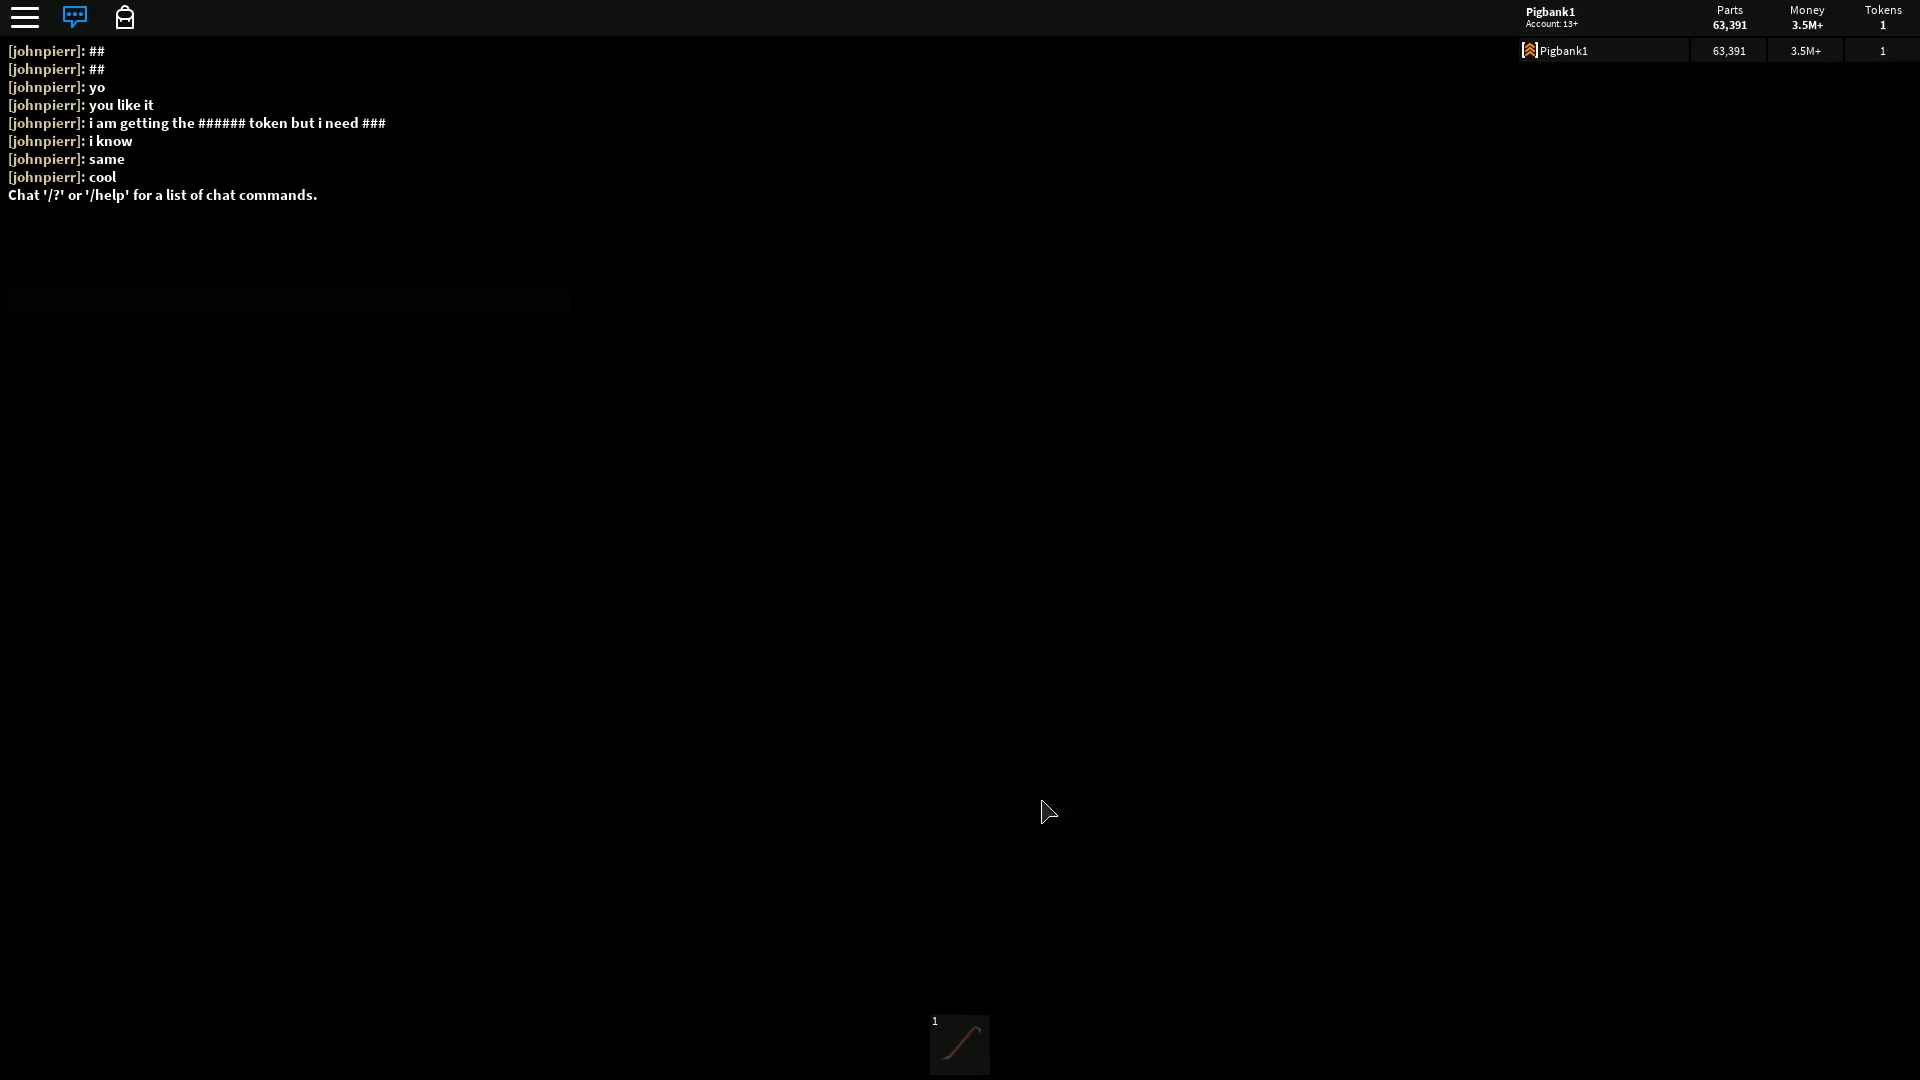 Pigbank1
Account: 13+
Parts
63,391
Money
3.5M+
Tokens
1
Pigbank1 63,391 3.5M+ 1
[johnpierr]: ##
[johnpierr]: ##
[johnpierr]: yo
[johnpierr]: you like it
[johnpierr]: i am getting the ###### token but i need ###
[johnpierr]: i know
[johnpierr]: same
[johnpierr]: cool
Chat '/?' or '/help' for a list of chat commands.
1